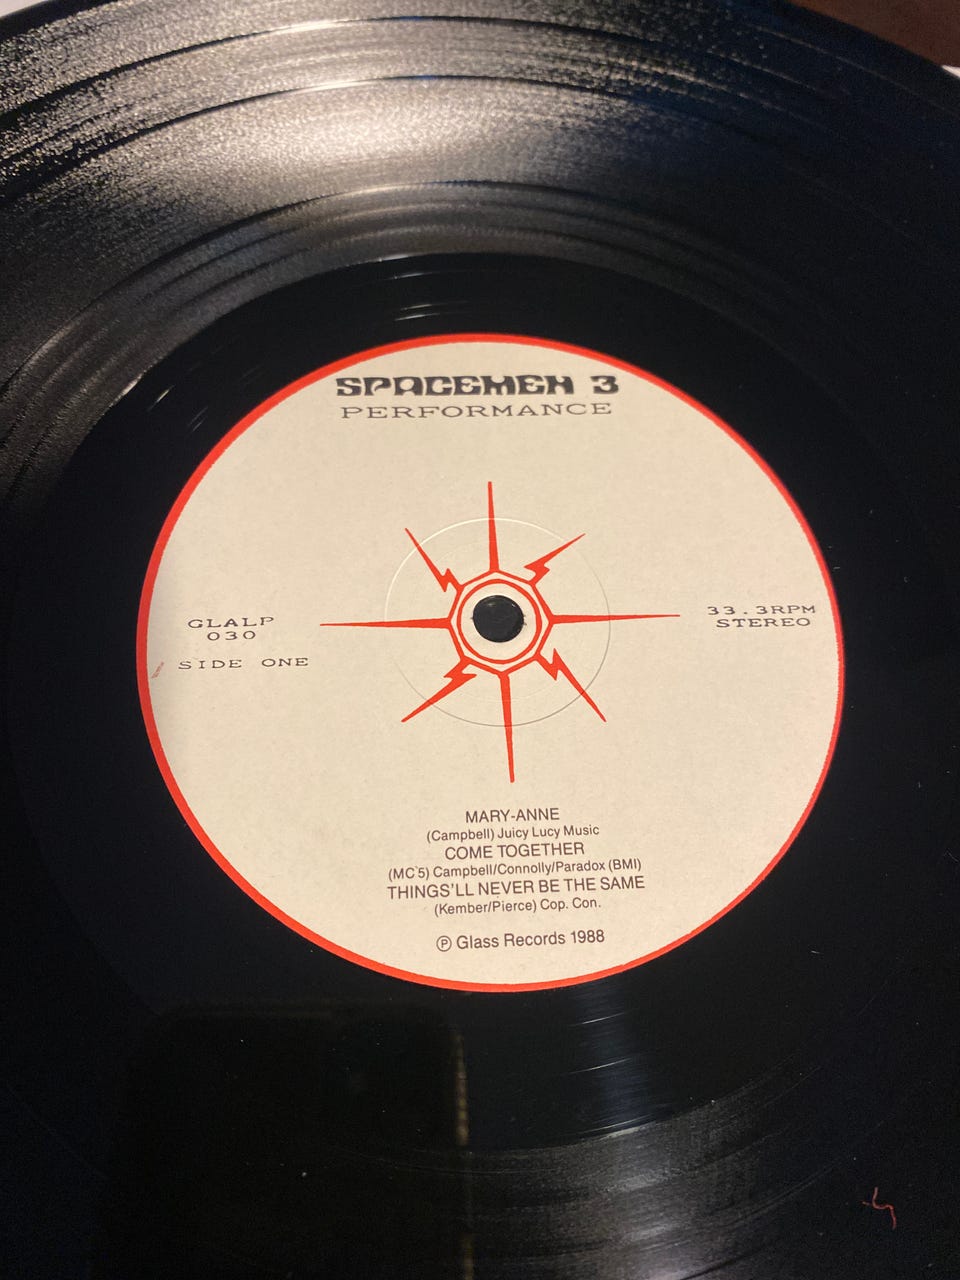 SPACEMEN 3
PERFORMANCE
GLALP
030
SIDE ONE
33.3RPM
STEREO
MARY-ANNE
(Campbell) Juicy Lucy Music
COME TOGETHER
(MC'5) Campbell/Connolly/Paradox (BMI)
THINGS'LL NEVER BE THE SAME
(Kember/Pierce) Cop. Con.
℗ Glass Records 1988